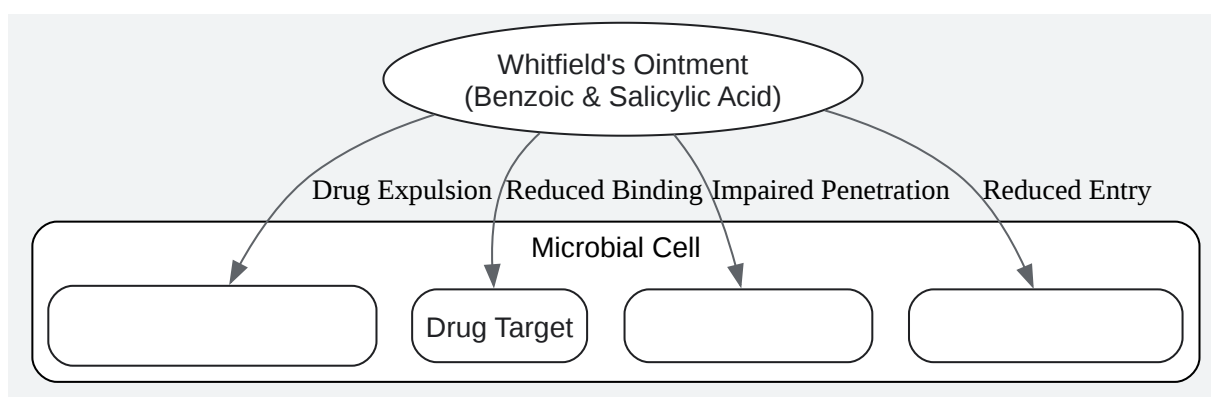 Whitfield's Ointment
(Benzoic & Salicylic Acid)
Drug Expulsion
Reduced Binding
Impaired Penetration
Reduced Entry
Microbial Cell
Drug Target